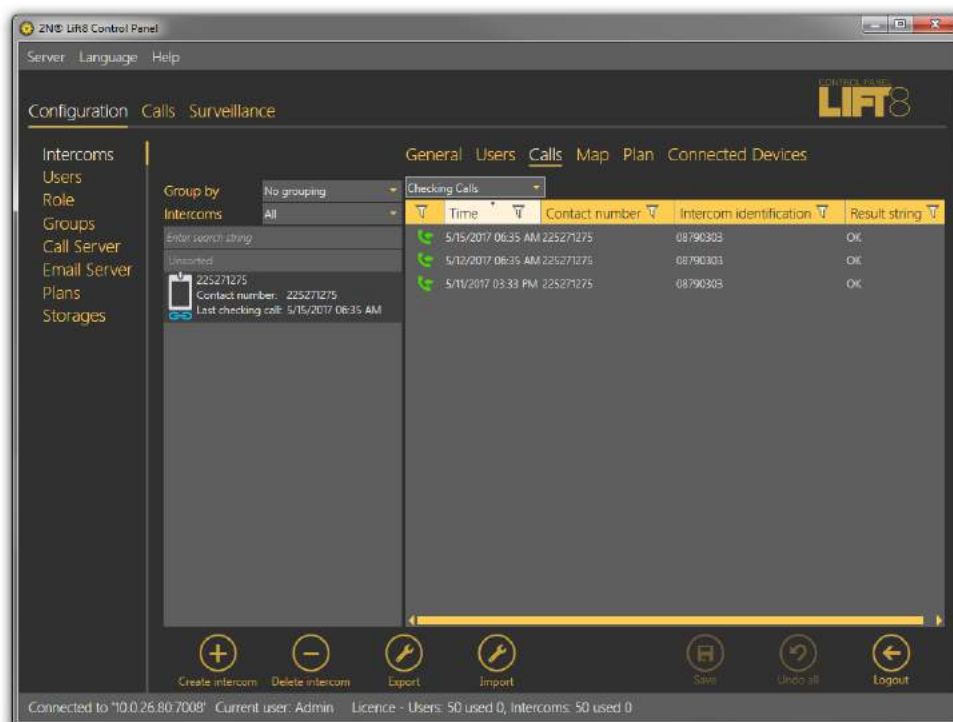 2N® Lift8 Control Panel
Server Language Help
CONTROL PANEL
LIFT8
Configuration Calls Surveillance
Intercoms
Users
Role
Groups
Call Server
Email Server
Plans
Storages
Group by No grouping
Intercoms All
Enter search string
Unsorted
225271275
Contact number: 225271275
Last checking call: 5/15/2017 06:35 AM
General Users Calls Map Plan Connected Devices
Checking Calls
Time Contact number Intercom identification Result string
5/15/2017 06:35 AM 225271275 08790303 OK
5/12/2017 06:35 AM 225271275 08790303 OK
5/11/2017 03:33 PM 225271275 08790303 OK
Create intercom Delete intercom Export Import Save Undo all Logout
Connected to '10.0.26.80:7008' Current user: Admin Licence - Users: 50 used 0, Intercoms: 50 used 0